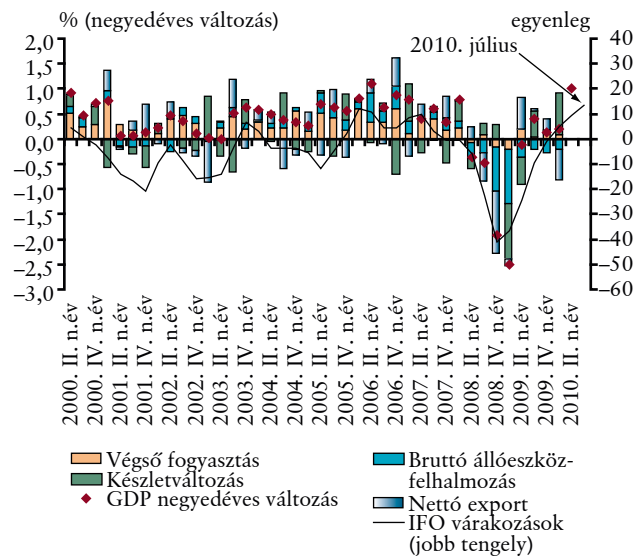 % (negyedéves változás)
egyenleg
2010. július
2,0
1,5
1,0
0,5
0,0
–0,5
–1,0
–1,5
–2,0
–2,5
–3,0
40
30
20
10
0
–10
–20
–30
–40
–50
–60
2000. II. n.év
2000. IV. n.év
2001. II. n.év
2001. IV. n.év
2002. II. n.év
2002. IV. n.év
2003. II. n.év
2003. IV. n.év
2004. II. n.év
2004. IV. n.év
2005. II. n.év
2005. IV. n.év
2006. II. n.év
2006. IV. n.év
2007. II. n.év
2007. IV. n.év
2008. II. n.év
2008. IV. n.év
2009. II. n.év
2009. IV. n.év
2010. II. n.év
Végső fogyasztás
Készletváltozás
GDP negyedéves változás
Bruttó állóeszköz-
felhalmozás
Nettó export
IFO várakozások
(jobb tengely)